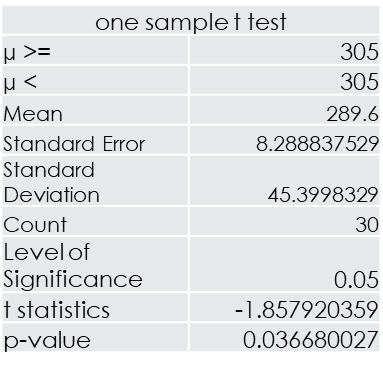 one sample t test
µ >= 305
µ < 305
Mean 289.6
Standard Error 8.288837529
Standard
Deviation 45.3998329
Count 30
Level of
Significance 0.05
t statistics -1.857920359
p-value 0.036680027